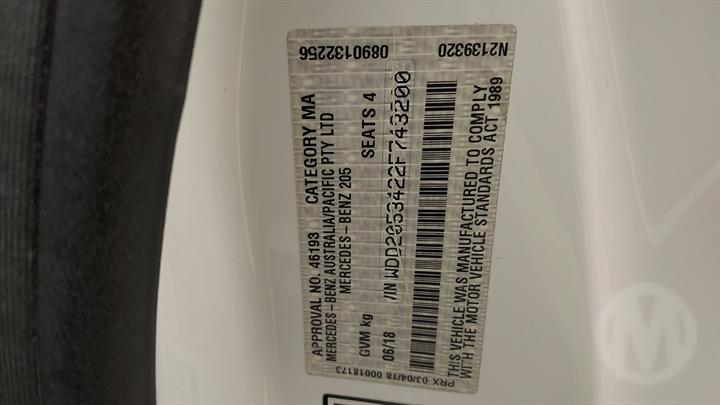 0890132256 N2139320
APPROVAL NO. 46193 CATEGORY MA
MERCEDES-BENZ AUSTRALIA/PACIFIC PTY LTD
MERCEDES-BENZ 205
GVM kg SEATS 4
06/18 /IN WDD2053422F743200
THIS VEHICLE WAS MANUFACTURED TO COMPLY
WITH THE MOTOR VEHICLE STANDARDS ACT 1989
PRX 03/04/18 00018173
M